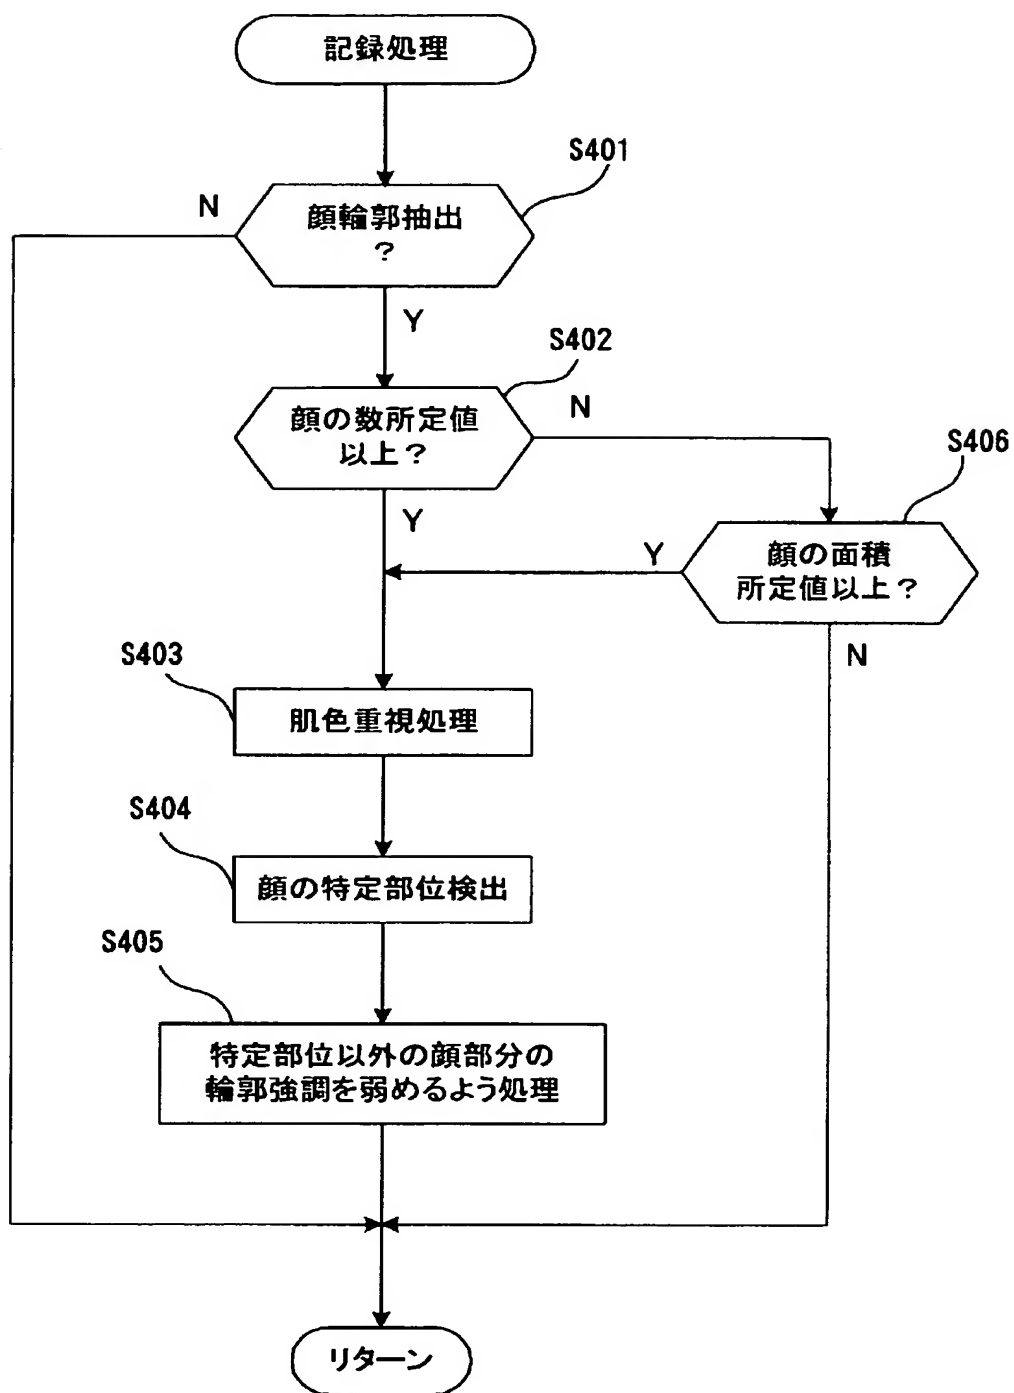 記録処理
S401
N
顔輪郭抽出
?
Y
S402
顔の数所定値
以上?
N
S406
Y
Y
顔の面積
所定値以上?
N
S403
肌色重視処理
S404
顔の特定部位検出
S405
特定部位以外の顔部分の
輪郭強調を弱めるよう処理
リターン